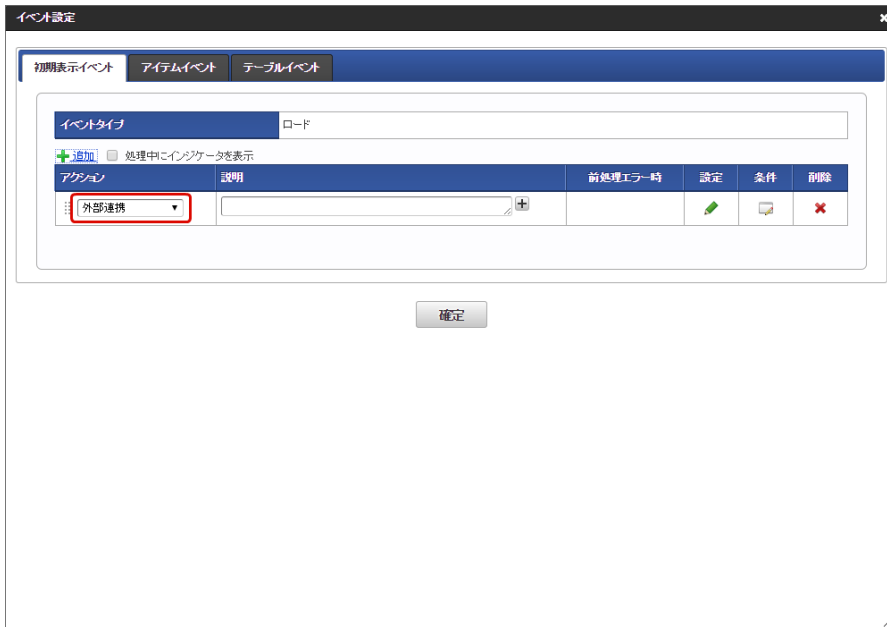 イベント設定
初期表示イベント アイテムイベント テーブルイベント
イベントタイプ ロード
追加 処理中にインジケータを表示
アクション 説明 前処理エラー時 設定 条件 削除
外部連携
確定